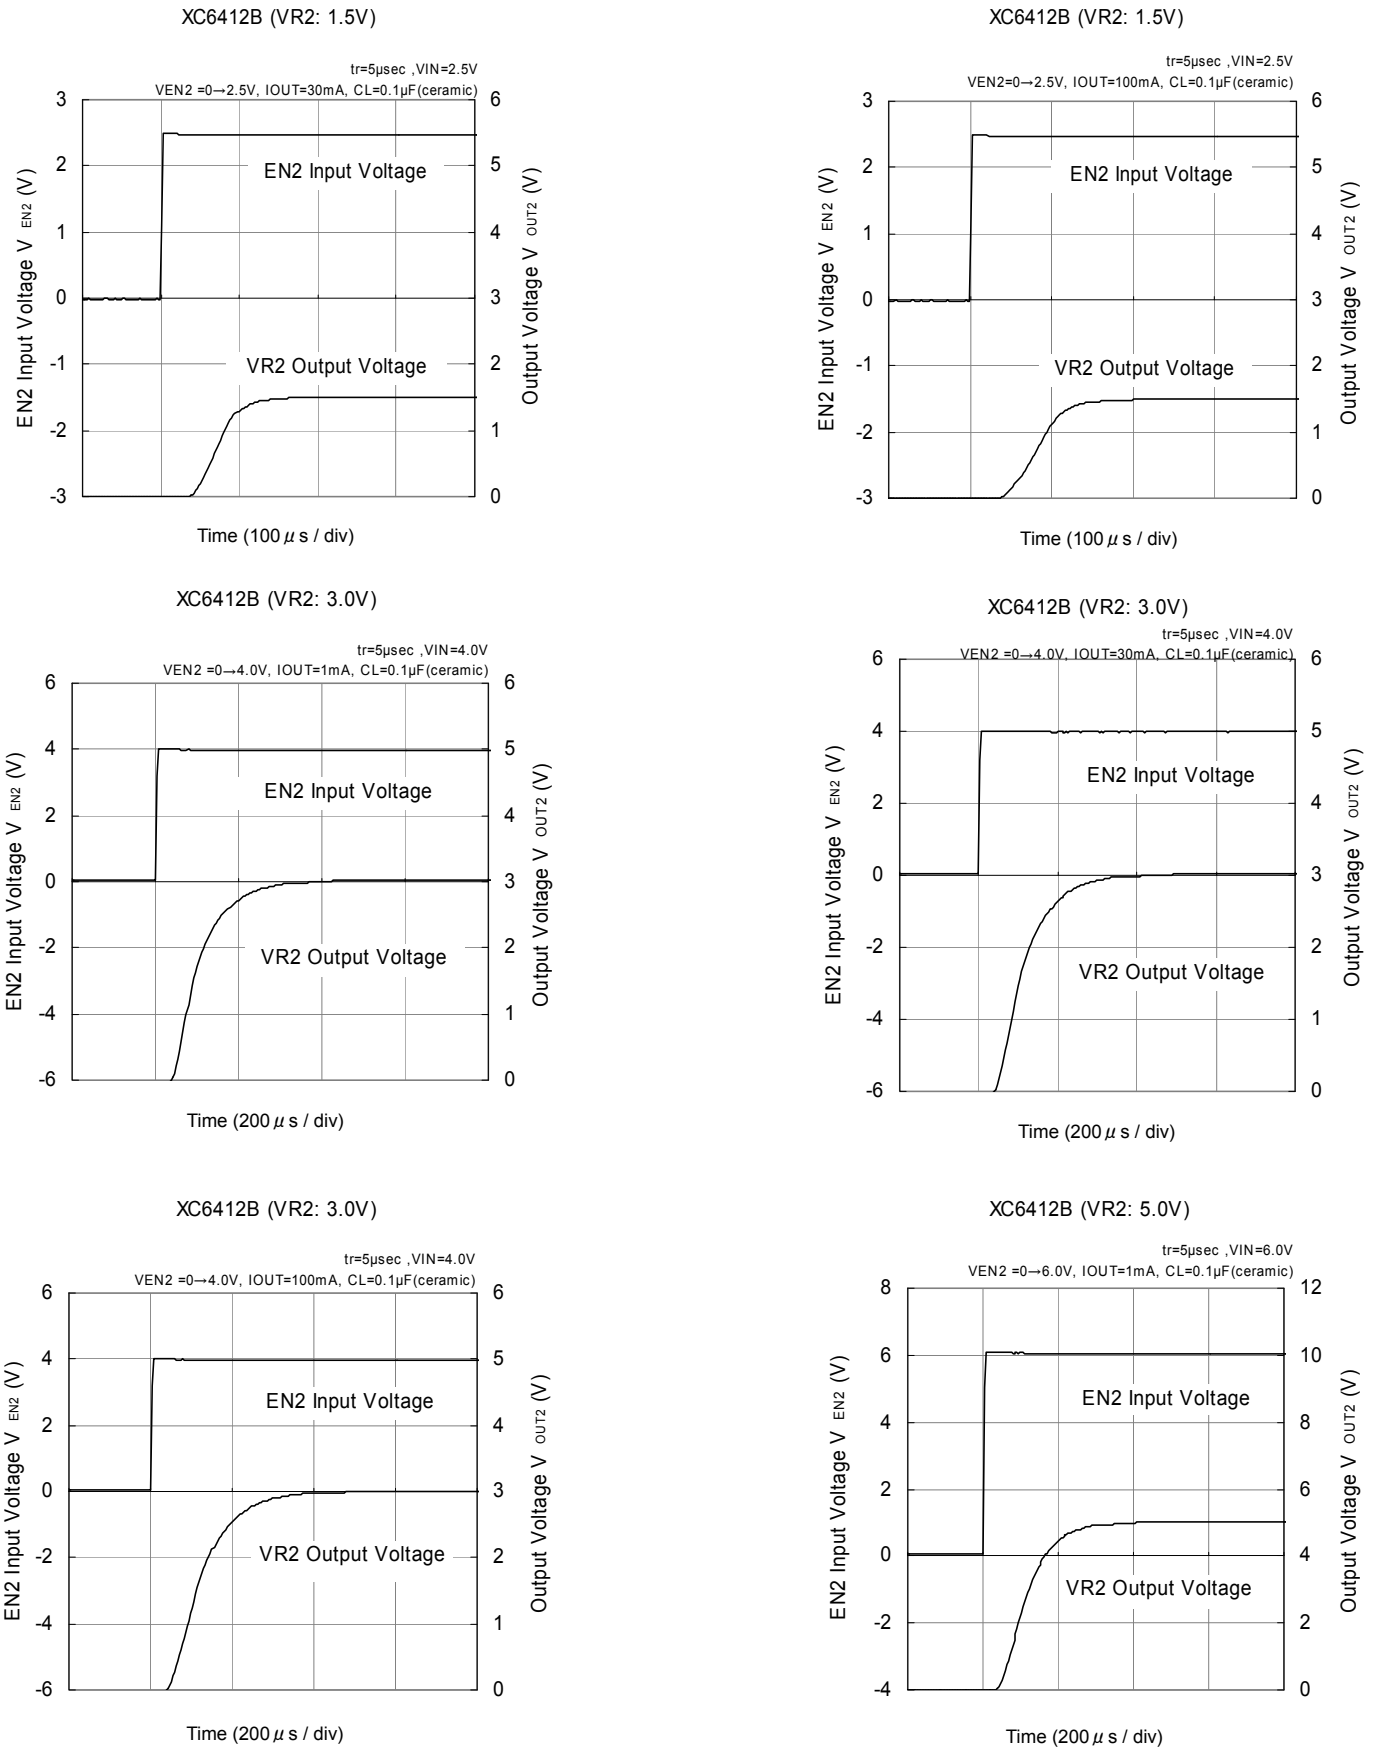 XC6412B (VR2: 1.5V)
tr=5μsec ,VIN=2.5V
VEN2 =0→2.5V, IOUT=30mA, CL=0.1μF(ceramic)
3
2
1
0
-1
-2
-3
6
5
4
3
2
1
0
EN2 Input Voltage V EN2 (V)
Output Voltage V OUT2 (V)
EN2 Input Voltage
VR2 Output Voltage
Time (100 μ s / div)
XC6412B (VR2: 1.5V)
tr=5μsec ,VIN=2.5V
VEN2=0→2.5V, IOUT=100mA, CL=0.1μF(ceramic)
3
2
1
0
-1
-2
-3
6
5
4
3
2
1
0
EN2 Input Voltage V EN2 (V)
Output Voltage V OUT2 (V)
EN2 Input Voltage
VR2 Output Voltage
Time (100 μ s / div)
XC6412B (VR2: 3.0V)
tr=5μsec ,VIN=4.0V
VEN2 =0→4.0V, IOUT=1mA, CL=0.1μF(ceramic)
6
4
2
0
-2
-4
-6
6
5
4
3
2
1
0
EN2 Input Voltage V EN2 (V)
Output Voltage V OUT2 (V)
EN2 Input Voltage
VR2 Output Voltage
Time (200 μ s / div)
XC6412B (VR2: 3.0V)
tr=5μsec ,VIN=4.0V
VEN2 =0→4.0V, IOUT=30mA, CL=0.1μF(ceramic)
6
4
2
0
-2
-4
-6
6
5
4
3
2
1
0
EN2 Input Voltage V EN2 (V)
Output Voltage V OUT2 (V)
EN2 Input Voltage
VR2 Output Voltage
Time (200 μ s / div)
XC6412B (VR2: 3.0V)
tr=5μsec ,VIN=4.0V
VEN2 =0→4.0V, IOUT=100mA, CL=0.1μF(ceramic)
6
4
2
0
-2
-4
-6
6
5
4
3
2
1
0
EN2 Input Voltage V EN2 (V)
Output Voltage V OUT2 (V)
EN2 Input Voltage
VR2 Output Voltage
Time (200 μ s / div)
XC6412B (VR2: 5.0V)
tr=5μsec ,VIN=6.0V
VEN2 =0→6.0V, IOUT=1mA, CL=0.1μF(ceramic)
8
6
4
2
0
-2
-4
12
10
8
6
4
2
0
EN2 Input Voltage V EN2 (V)
Output Voltage V OUT2 (V)
EN2 Input Voltage
VR2 Output Voltage
Time (200 μ s / div)